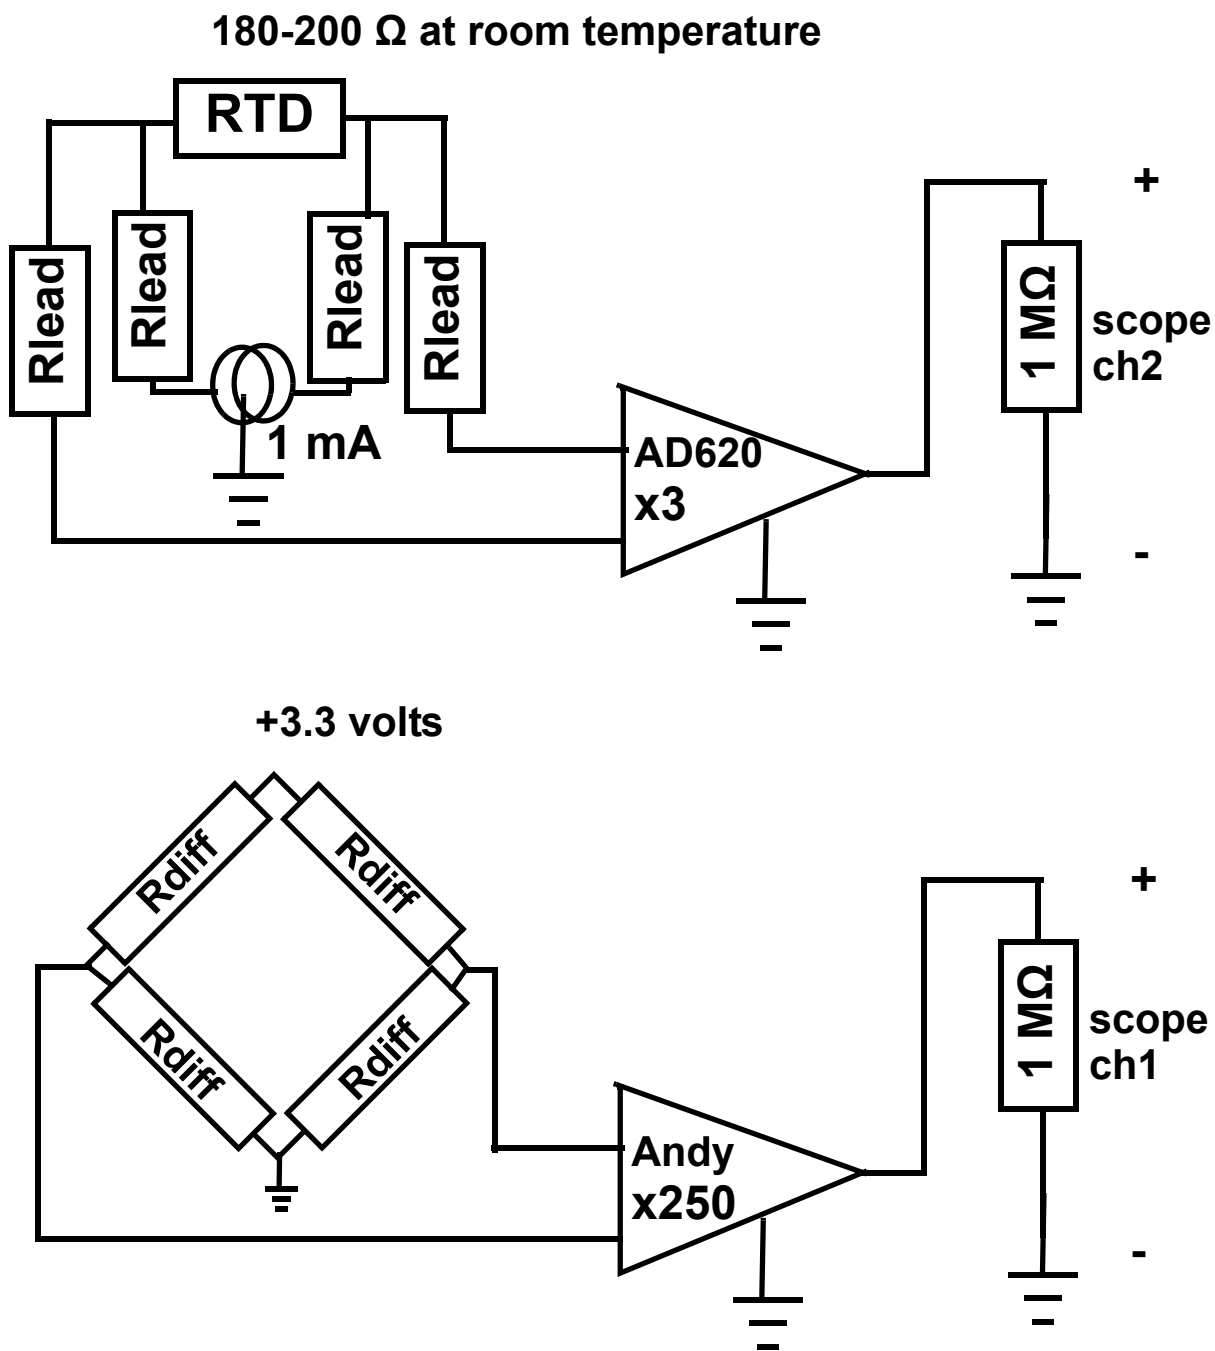 180-200 Ω at room temperature
RTD
Rlead
Rlead
Rlead
Rlead
1 mA
AD620
x3
+
1 MΩ
scope
ch2
-
+3.3 volts
Rdiff
Rdiff
Rdiff
Rdiff
Andy
x250
+
1 MΩ
scope
ch1
-